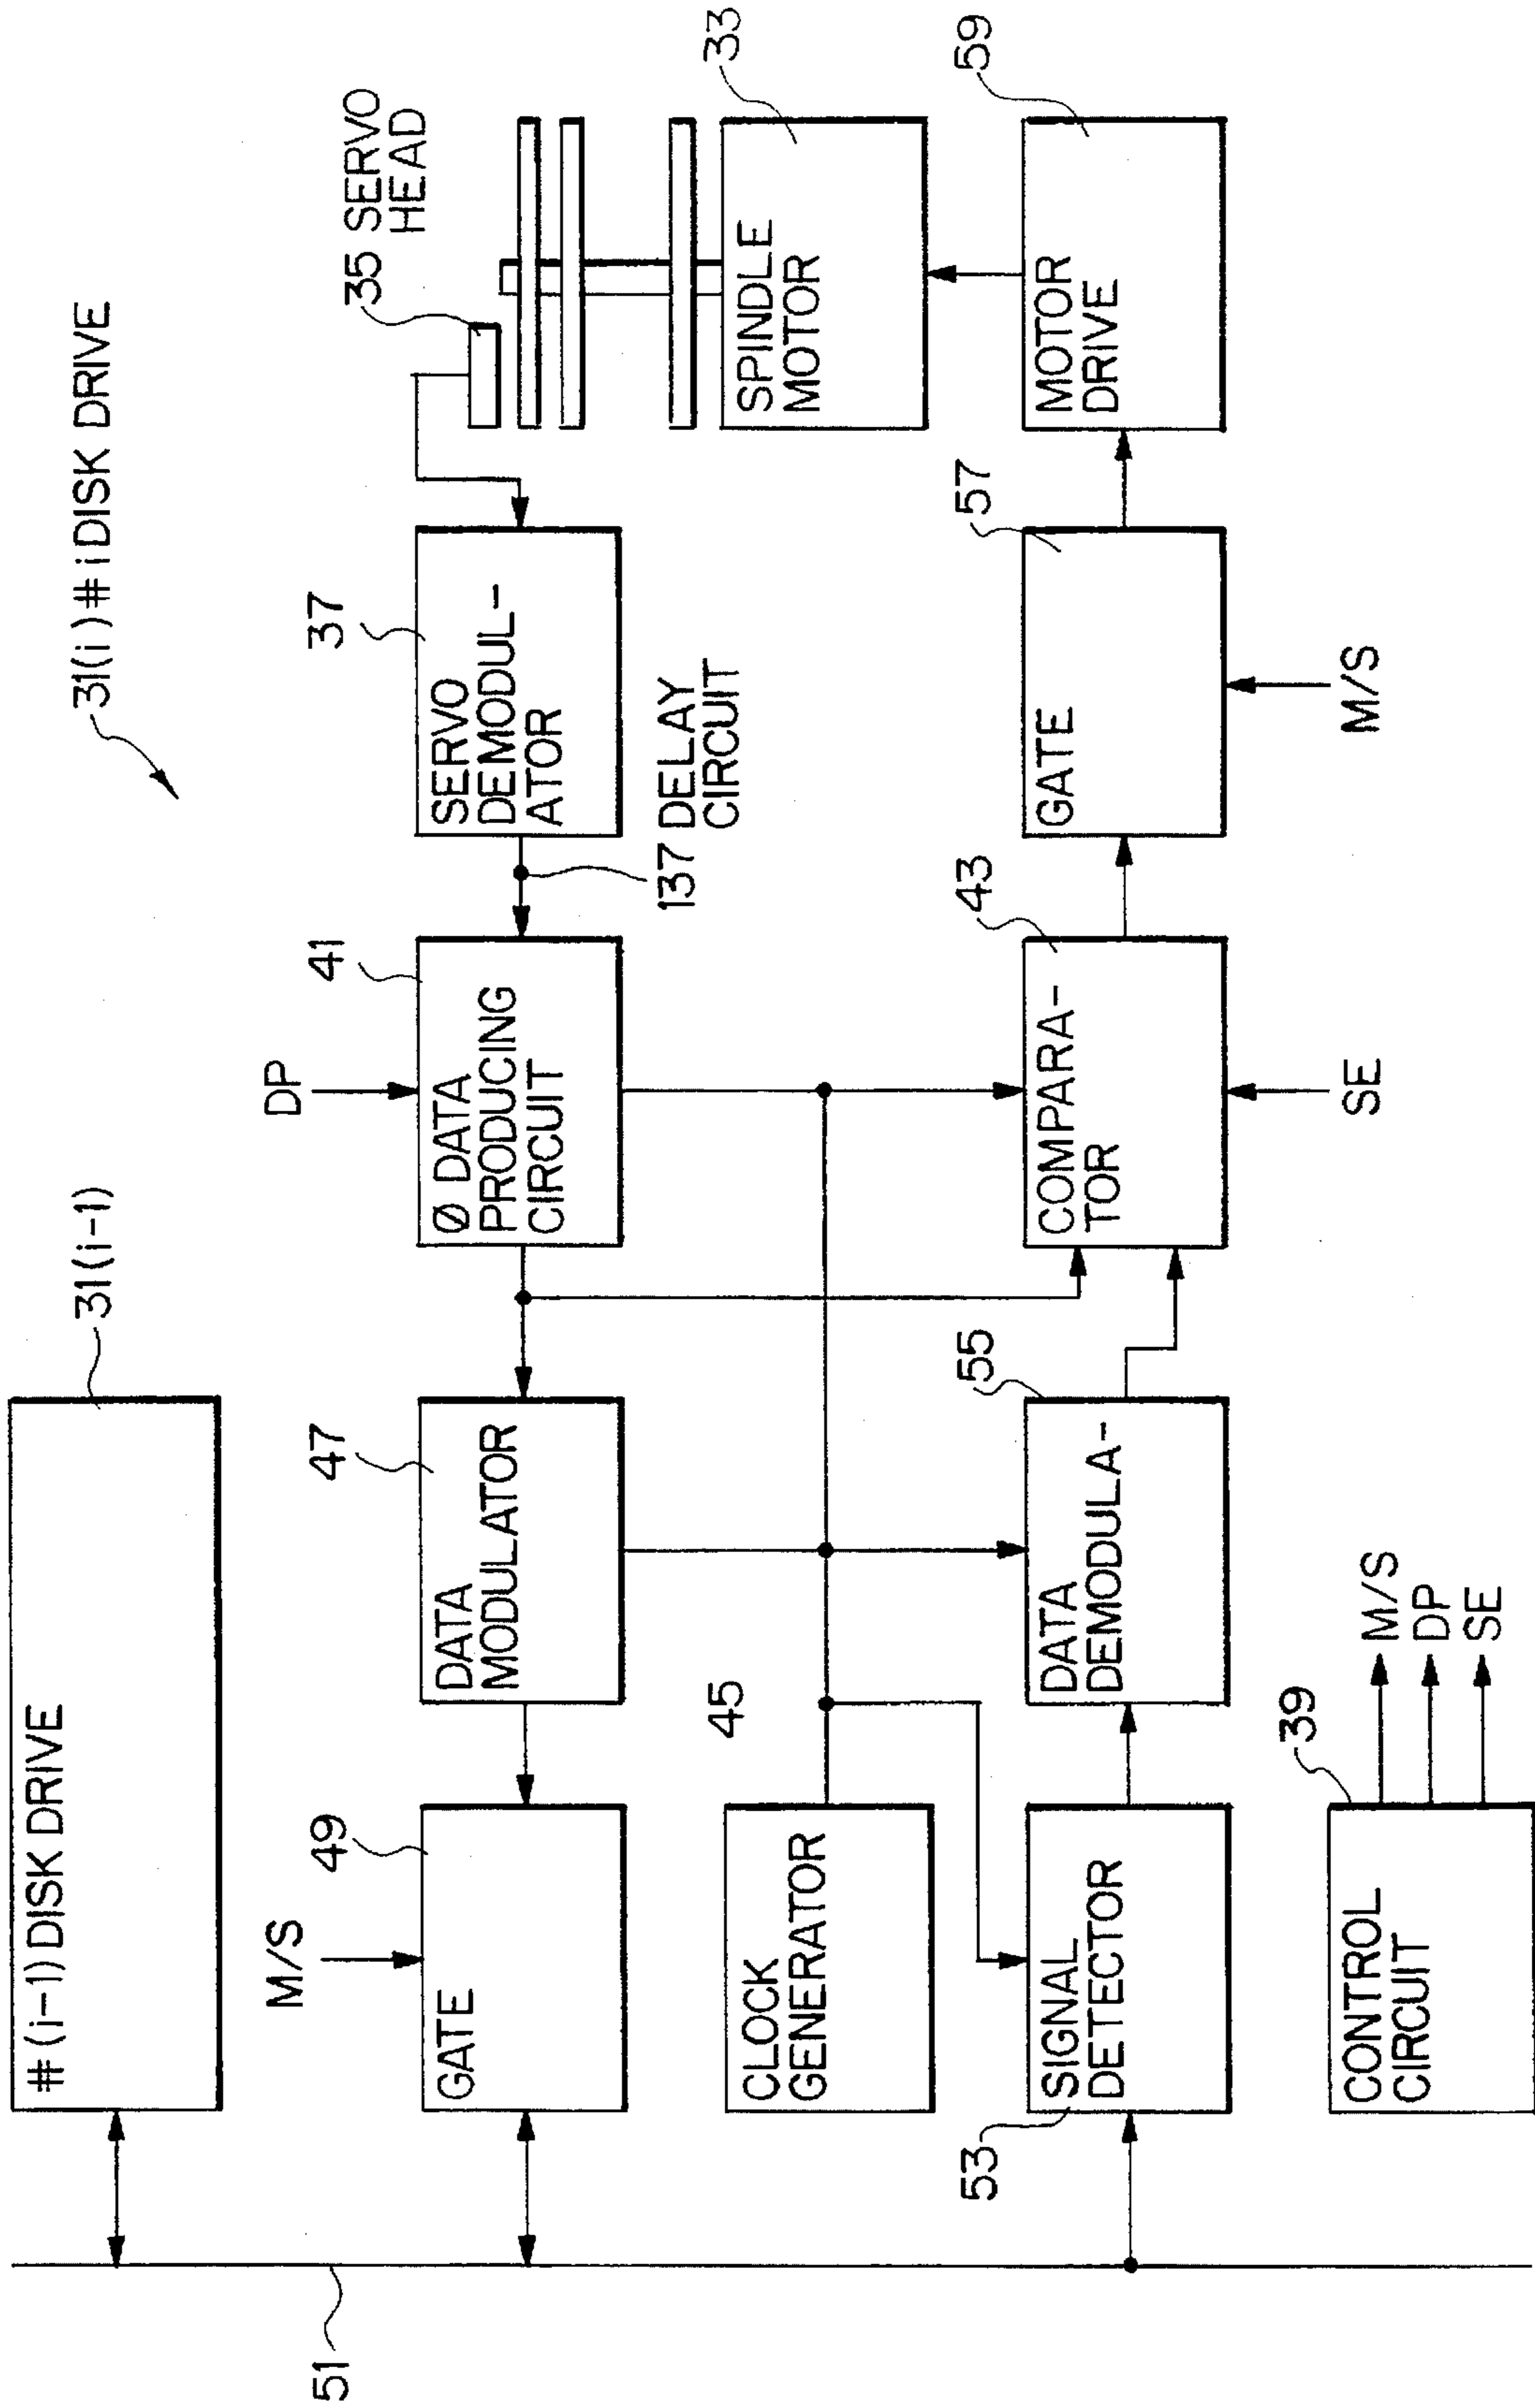 31(i) # i DISK DRIVE
# (i-1) DISK DRIVE
31(i-1)
M/S
49
GATE
47
DATA
MODULATOR
DP
41
Ø DATA
PRODUCING
CIRCUIT
37
SERVO
DEMODUL-
ATOR
35 SERVO
HEAD
137 DELAY
CIRCUIT
33
SPINDLE
MOTOR
45
CLOCK
GENERATOR
51
53
SIGNAL
DETECTOR
55
DATA
DEMODULA-
43
COMPARA-
TOR
SE
57
GATE
M/S
59
MOTOR
DRIVE
39
CONTROL
CIRCUIT
M/S
DP
SE